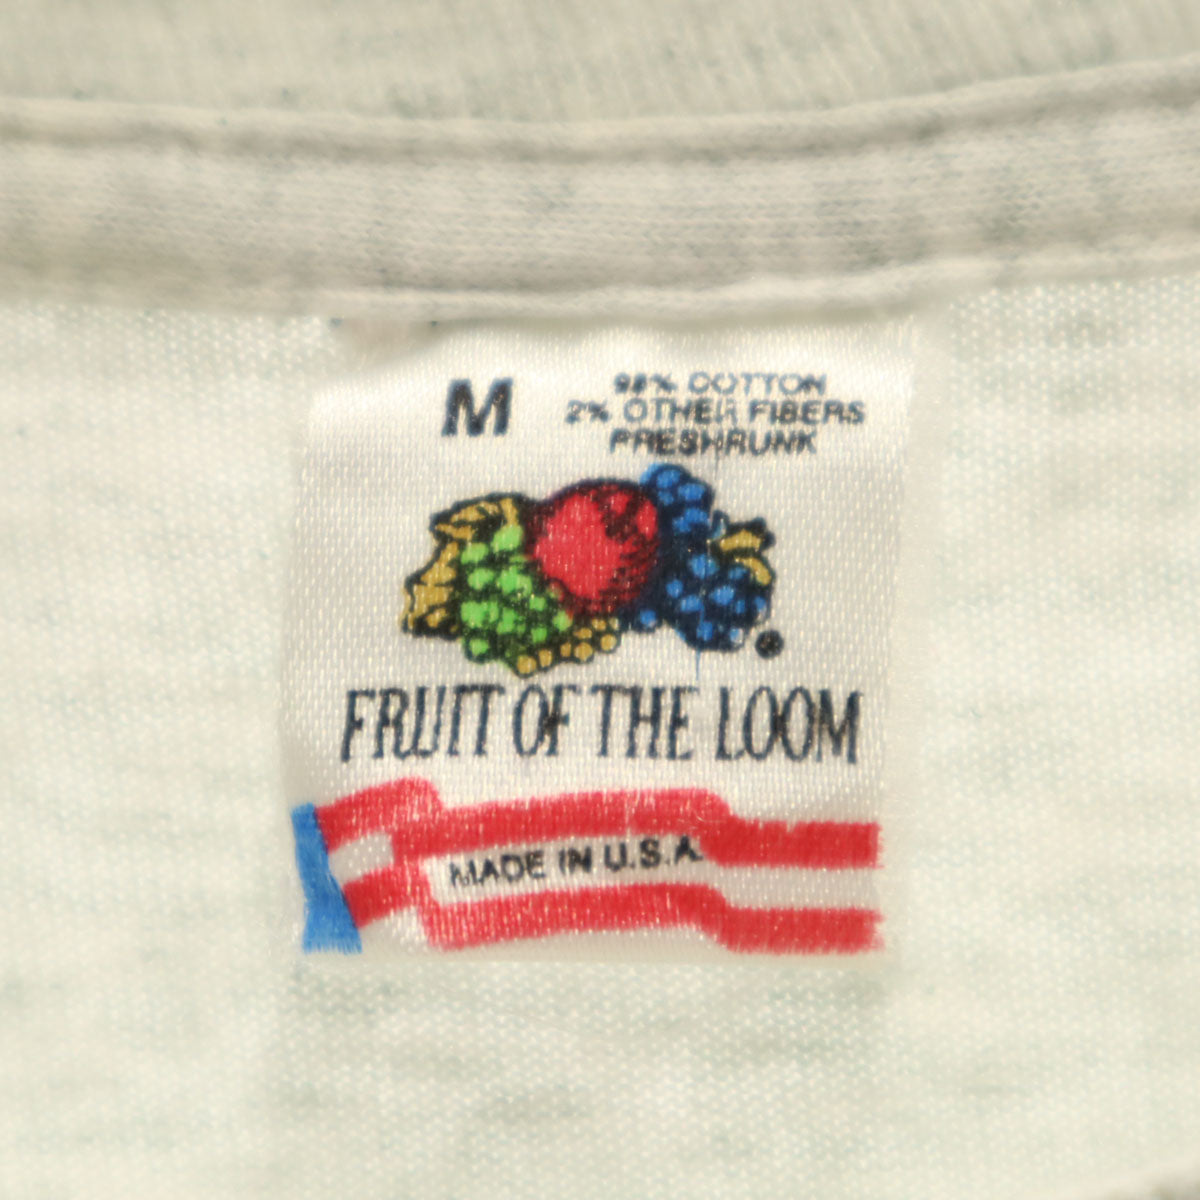 M
98% COTTON
2% OTHER FIBERS
PRESHRUNK
®
FRUIT OF THE LOOM
MADE IN U.S.A.